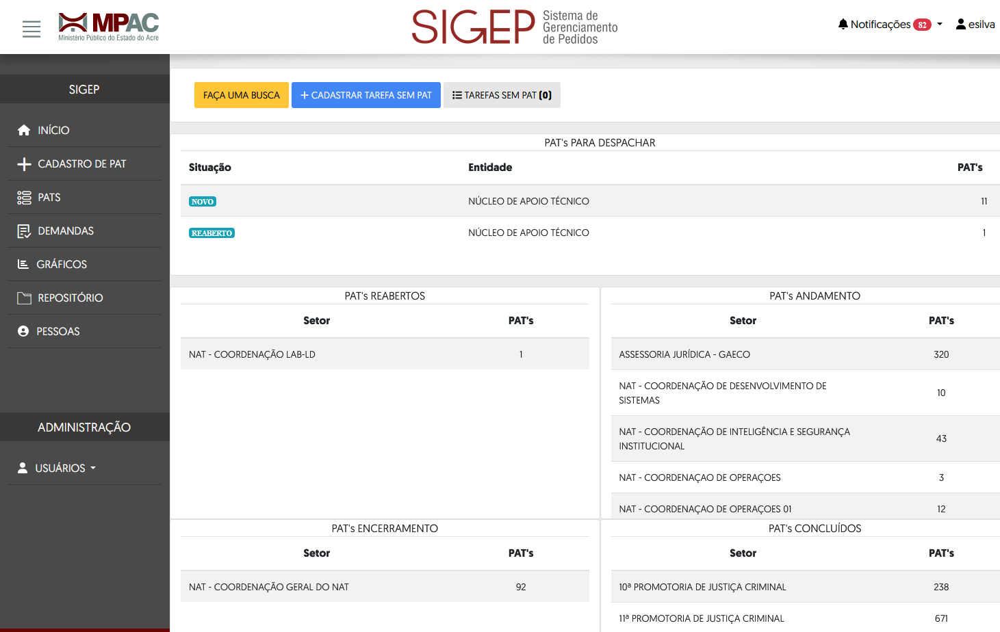 MPAC
Ministério Público do Estado do Acre
SIGEP
Sistema de
Gerenciamento
de Pedidos
Notificações 82
esilva
SIGEP
INÍCIO
CADASTRO DE PAT
PATS
DEMANDAS
GRÁFICOS
REPOSITÓRIO
PESSOAS
ADMINISTRAÇÃO
USUÁRIOS
FAÇA UMA BUSCA
CADASTRAR TAREFA SEM PAT
TAREFAS SEM PAT (0)
PAT's PARA DESPACHAR
Situação Entidade PAT's
NOVO NÚCLEO DE APOIO TÉCNICO 11
REABERTO NÚCLEO DE APOIO TÉCNICO 1
PAT's REABERTOS
Setor PAT's
NAT - COORDENAÇÃO LAB-LD 1
PAT's ANDAMENTO
Setor PAT's
ASSESSORIA JURÍDICA - GAECO 320
NAT - COORDENAÇÃO DE DESENVOLVIMENTO DE
SISTEMAS 10
NAT - COORDENAÇÃO DE INTELIGÊNCIA E SEGURANÇA
INSTITUCIONAL 43
NAT - COORDENAÇAO DE OPERAÇOES 3
NAT - COORDENAÇAO DE OPERAÇOES 01 12
PAT's ENCERRAMENTO
Setor PAT's
NAT - COORDENAÇÃO GERAL DO NAT 92
PAT's CONCLUÍDOS
Setor PAT's
10ª PROMOTORIA DE JUSTIÇA CRIMINAL 238
11ª PROMOTORIA DE JUSTIÇA CRIMINAL 671